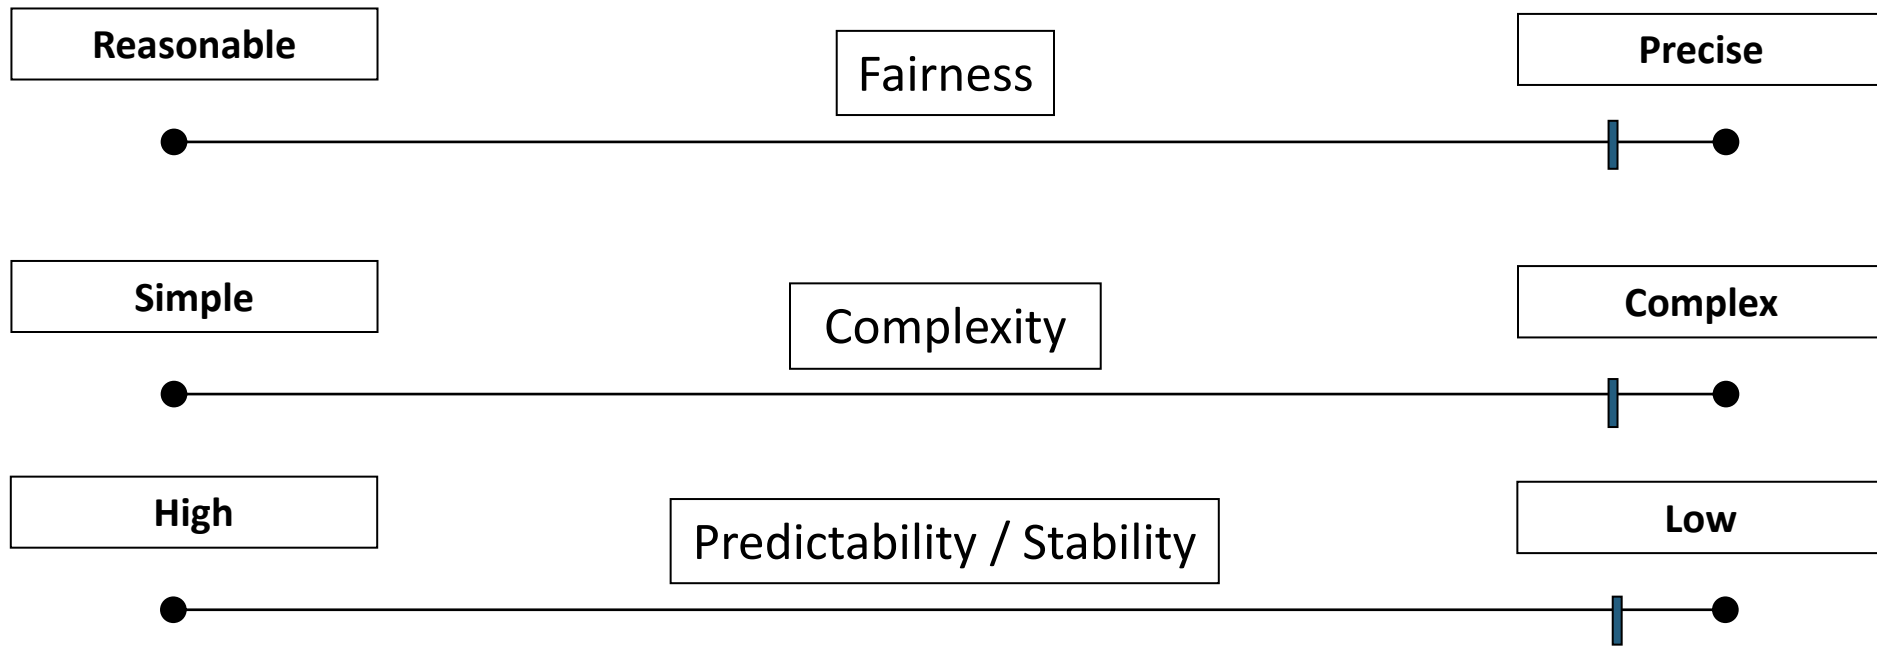 Reasonable
Fairness
Precise
Simple
Complexity
Complex
High
Predictability / Stability
Low